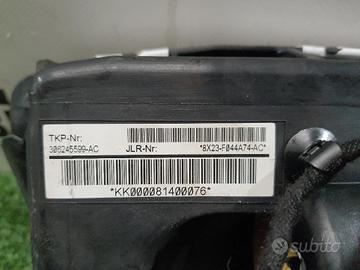 TKP-Nr:
306245599-AC JLR-Nr: *8X23-F044A74-AC*
*KK000081400076*
subito